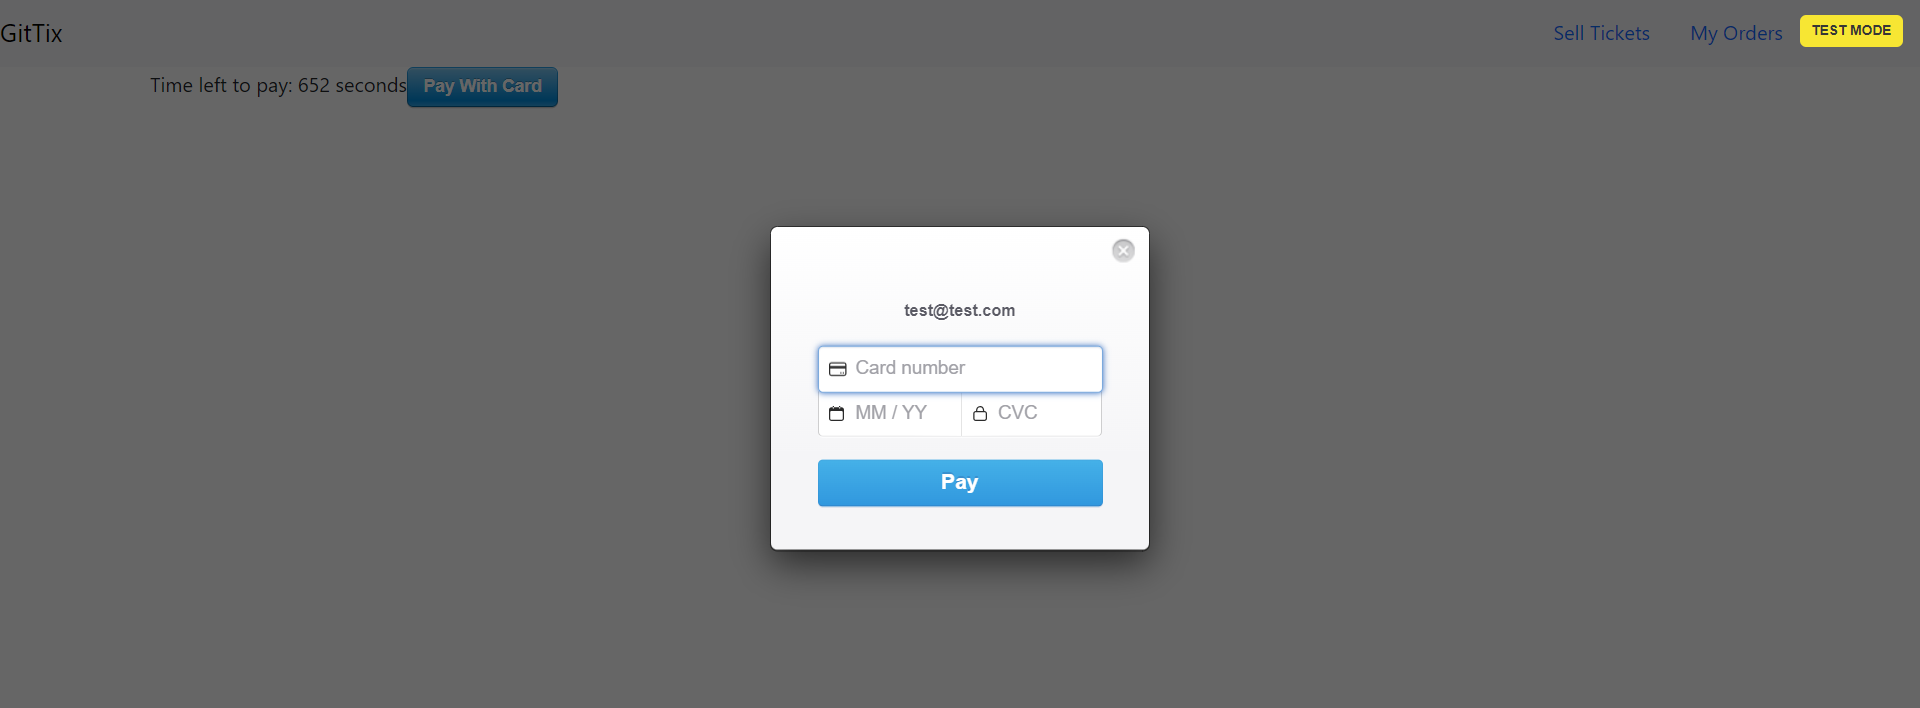 GitTix
Sell Tickets
My Orders
TEST MODE
Time left to pay: 652 seconds
Pay With Card
test@test.com
Card number
MM / YY
CVC
Pay